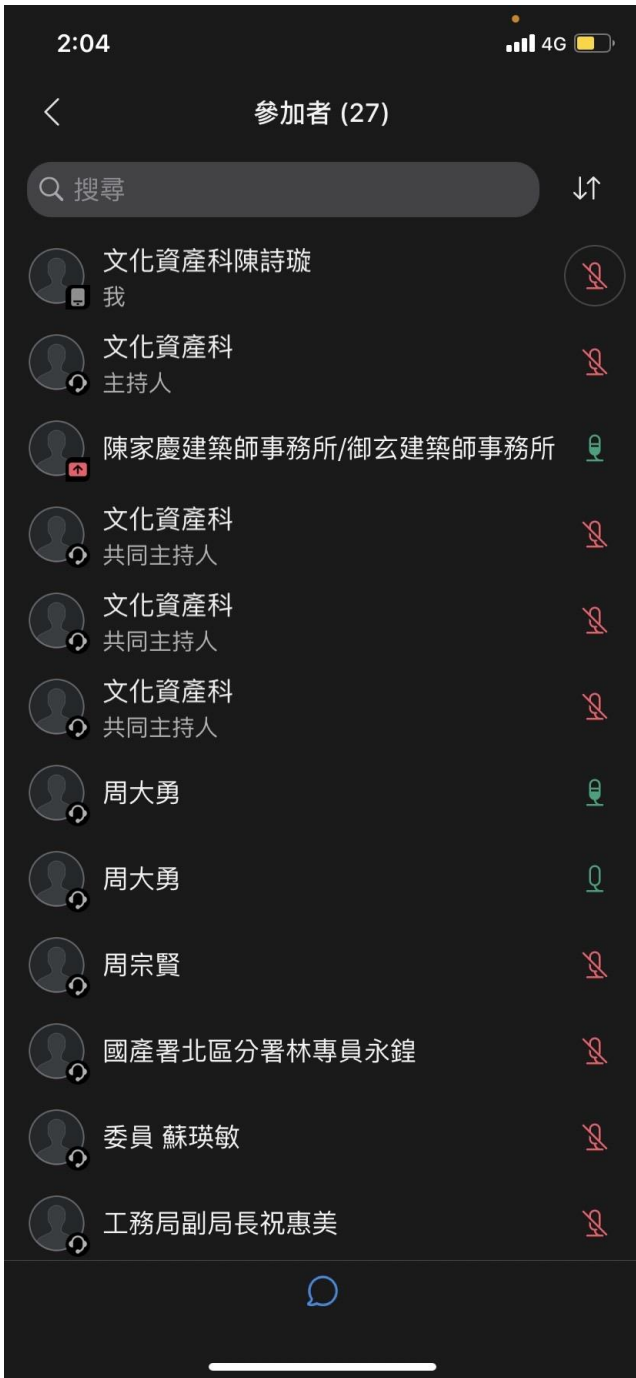 2:04
4G
參加者 (27)
搜尋
文化資產科陳詩璇
我
文化資產科
主持人
陳家慶建築師事務所/御玄建築師事務所
文化資產科
共同主持人
文化資產科
共同主持人
文化資產科
共同主持人
周大勇
周大勇
周宗賢
國產署北區分署林專員永鍠
委員 蘇瑛敏
工務局副局長祝惠美